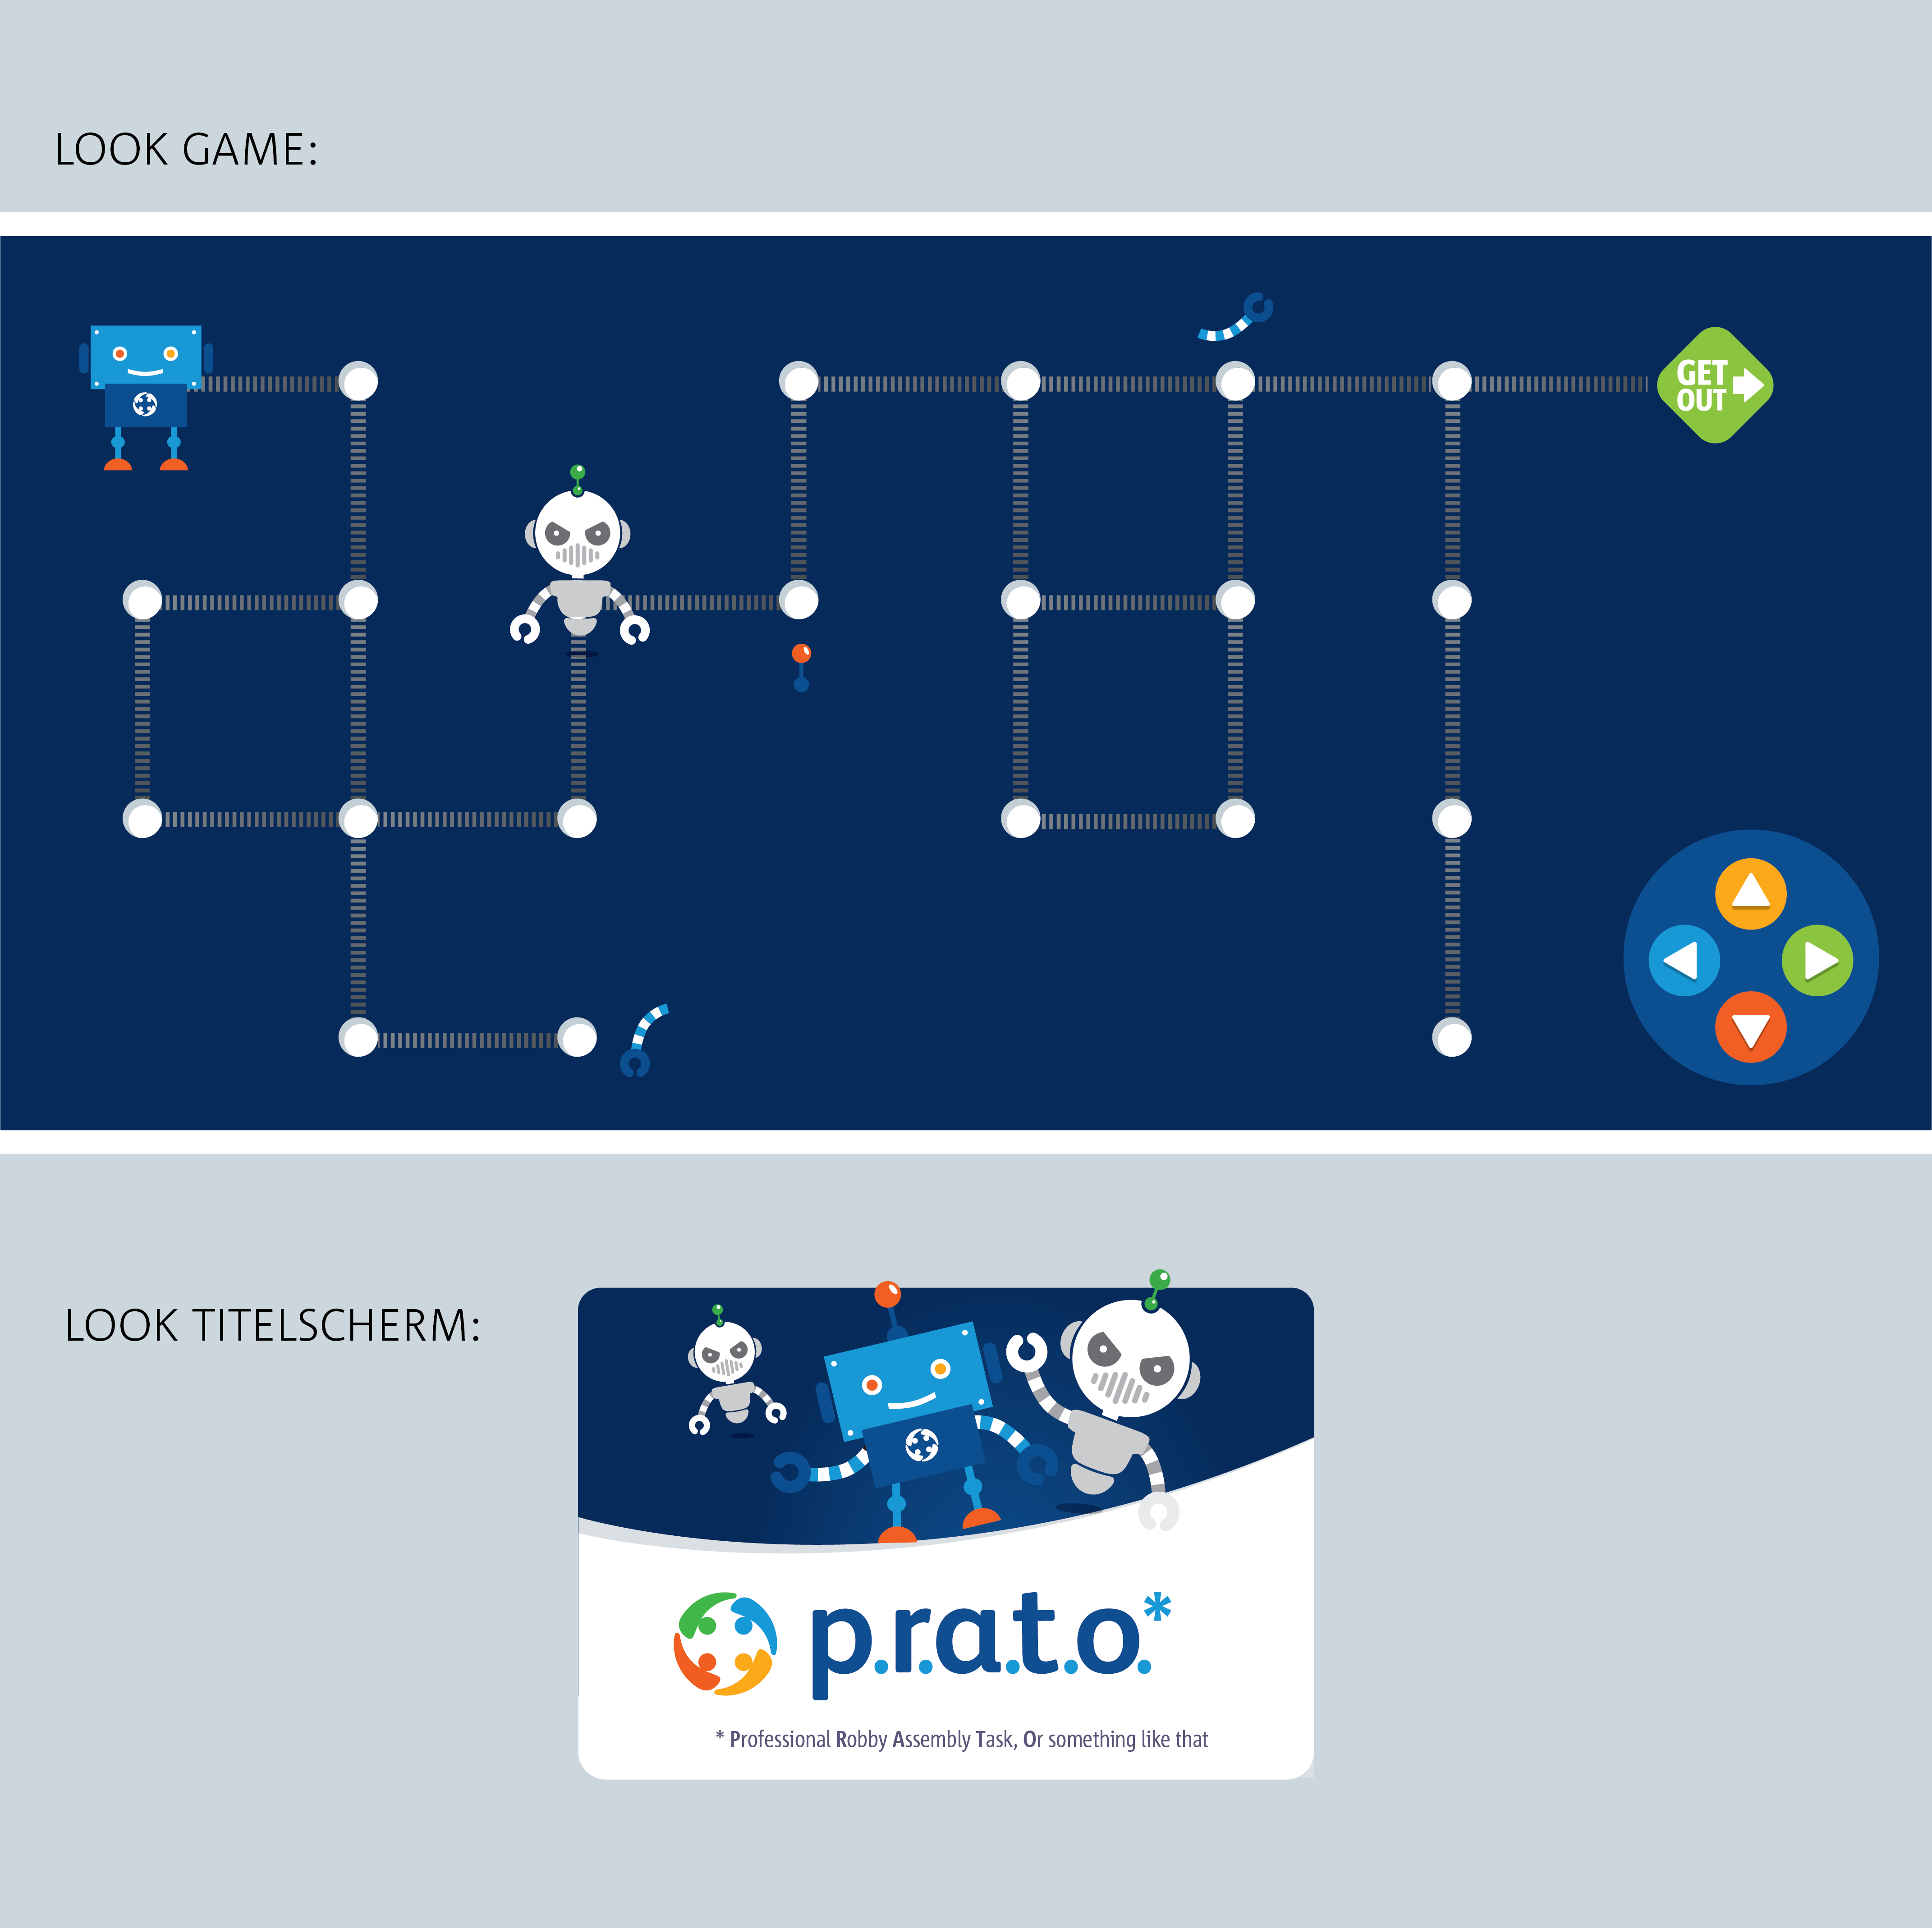 LOOK GAME:
GET
OUT
LOOK TITELSCHERM:
p.r.a.t.o.*
* Professional Robby Assembly Task, Or something like that